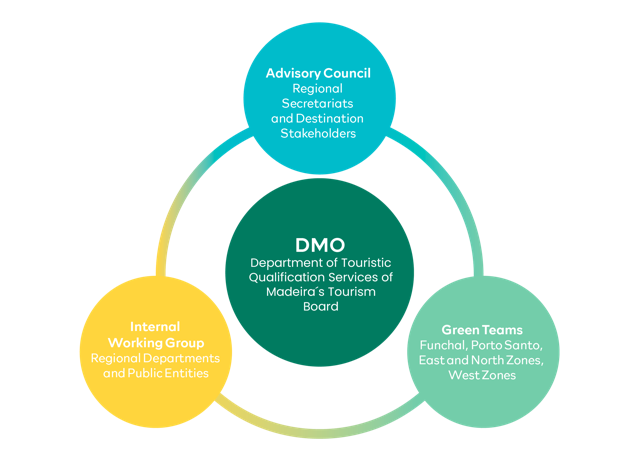 Advisory Council
Regional
Secretariats
and Destination
Stakeholders
DMO
Department of Touristic
Qualification Services of
Madeira´s Tourism
Board
Internal
Working Group
Regional Departments
and Public Entities
Green Teams
Funchal, Porto Santo,
East and North Zones,
West Zones